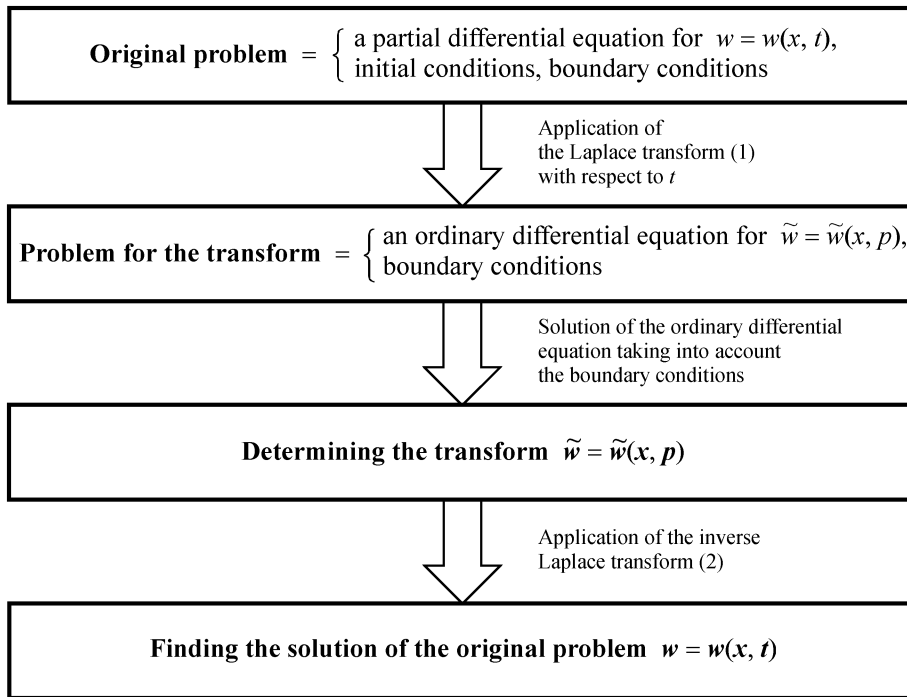 Original problem = { a partial differential equation for w = w(x, t),
initial conditions, boundary conditions
Application of
the Laplace transform (1)
with respect to t
Problem for the transform = { an ordinary differential equation for w̃ = w̃(x, p),
boundary conditions
Solution of the ordinary differential
equation taking into account
the boundary conditions
Determining the transform w̃ = w̃(x, p)
Application of the inverse
Laplace transform (2)
Finding the solution of the original problem w = w(x, t)